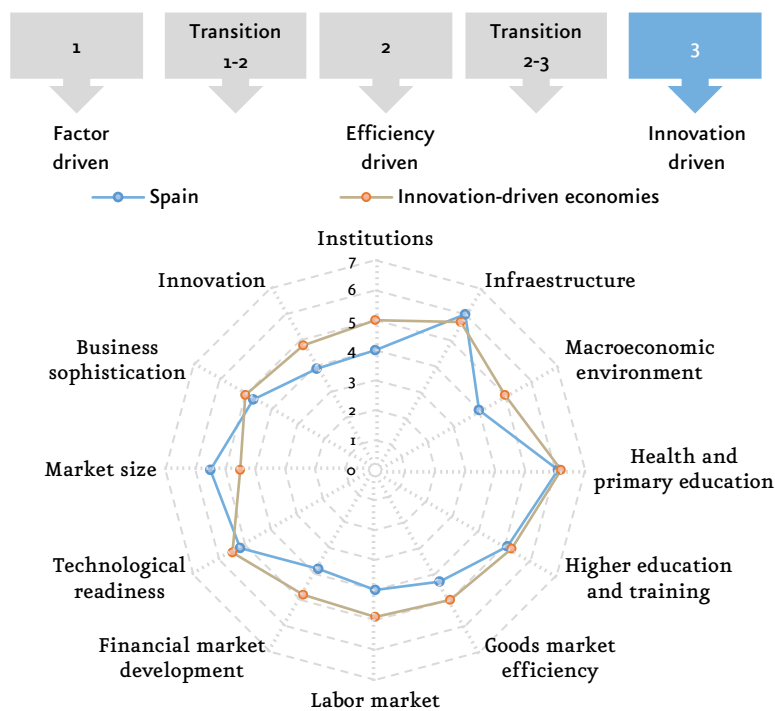 1
Transition
1-2
2
Transition
2-3
3
Factor
driven
Efficiency
driven
Innovation
driven
Spain
Innovation-driven economies
Institutions
Infraestructure
Macroeconomic
environment
Health and
primary education
Higher education
and training
Goods market
efficiency
Labor market
Financial market
development
Technological
readiness
Market size
Business
sophistication
Innovation
7
6
5
4
3
2
1
0